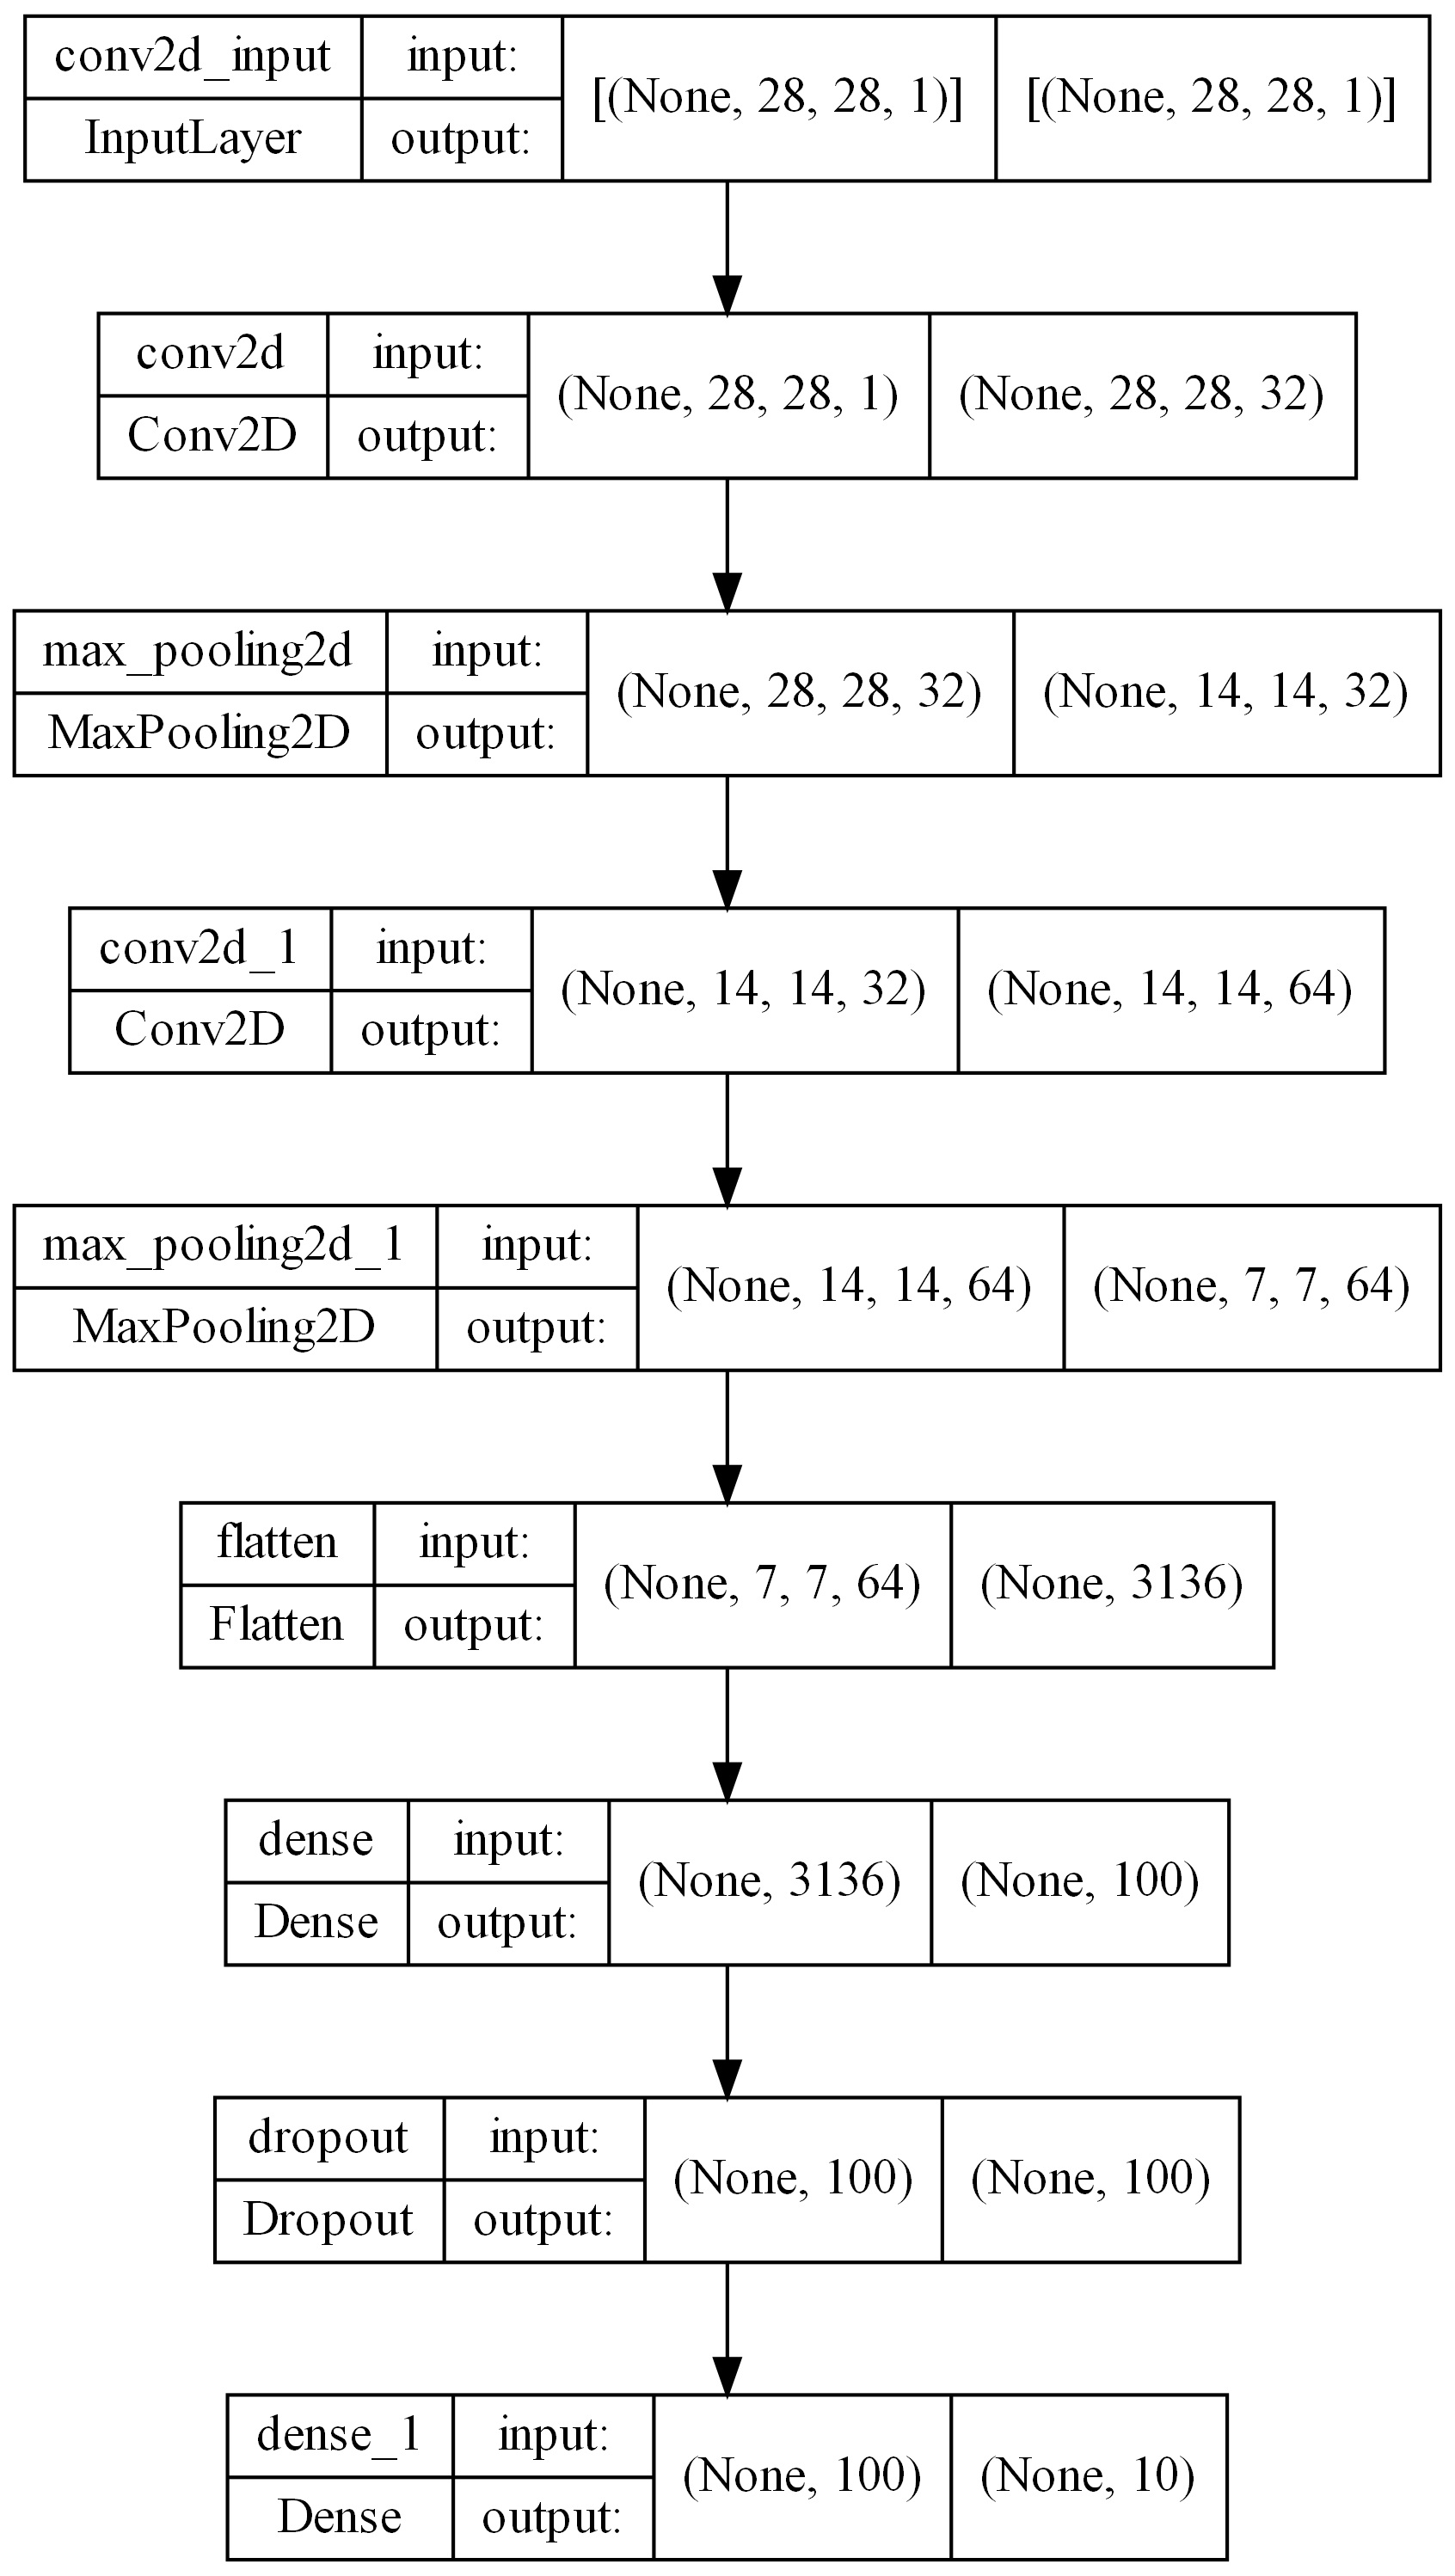 conv2d_input
input:
[(None, 28, 28, 1)]
[(None, 28, 28, 1)]
InputLayer
output:
conv2d
input:
(None, 28, 28, 1)
(None, 28, 28, 32)
Conv2D
output:
max_pooling2d
input:
(None, 28, 28, 32)
(None, 14, 14, 32)
MaxPooling2D
output:
conv2d_1
input:
(None, 14, 14, 32)
(None, 14, 14, 64)
Conv2D
output:
max_pooling2d_1
input:
(None, 14, 14, 64)
(None, 7, 7, 64)
MaxPooling2D
output:
flatten
input:
(None, 7, 7, 64)
(None, 3136)
Flatten
output:
dense
input:
(None, 3136)
(None, 100)
Dense
output:
dropout
input:
(None, 100)
(None, 100)
Dropout
output:
dense_1
input:
(None, 100)
(None, 10)
Dense
output: